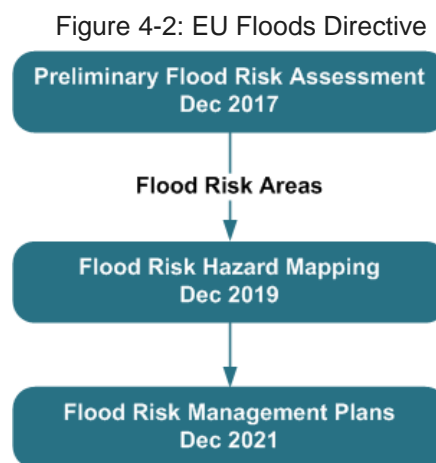 Figure 4-2: EU Floods Directive
Preliminary Flood Risk Assessment
Dec 2017
Flood Risk Areas
Flood Risk Hazard Mapping
Dec 2019
Flood Risk Management Plans
Dec 2021